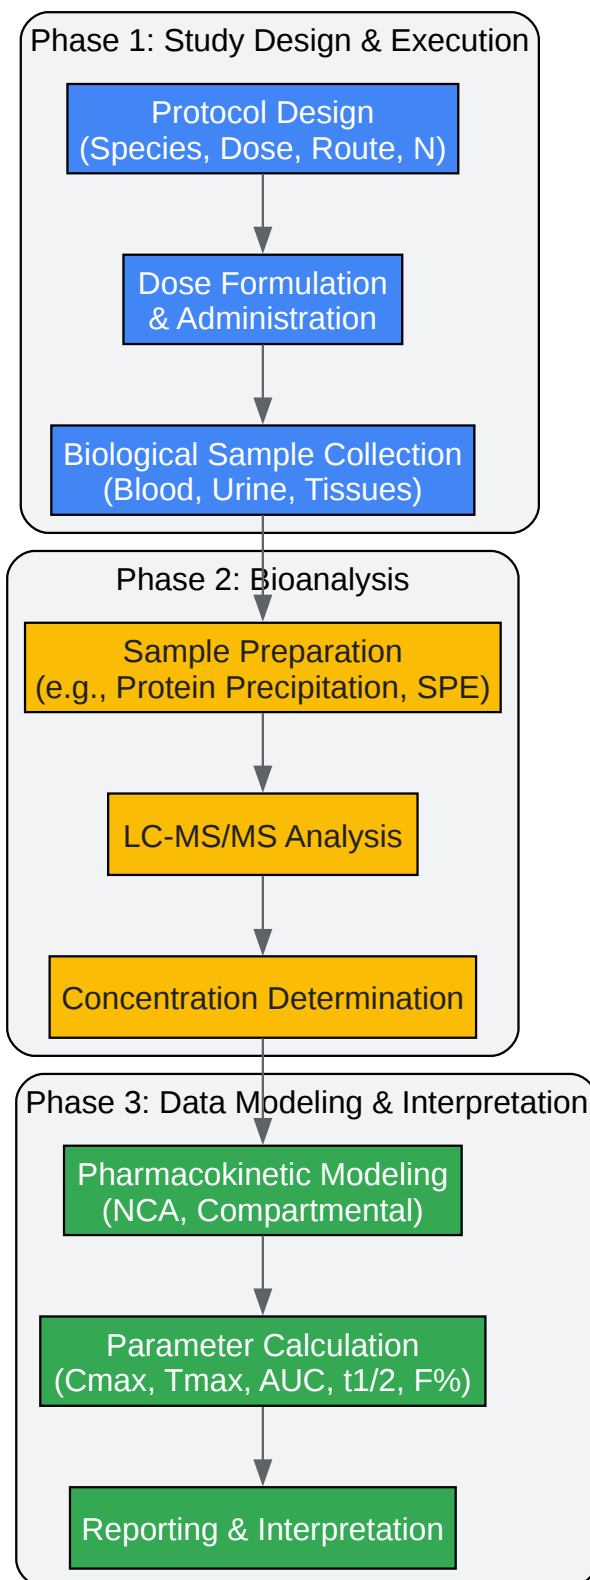 Phase 1: Study Design & Execution
Protocol Design
(Species, Dose, Route, N)
Dose Formulation
& Administration
Biological Sample Collection
(Blood, Urine, Tissues)
Phase 2: Bioanalysis
Sample Preparation
(e.g., Protein Precipitation, SPE)
LC-MS/MS Analysis
Concentration Determination
Phase 3: Data Modeling & Interpretation
Pharmacokinetic Modeling
(NCA, Compartmental)
Parameter Calculation
(Cmax, Tmax, AUC, t1/2, F%)
Reporting & Interpretation